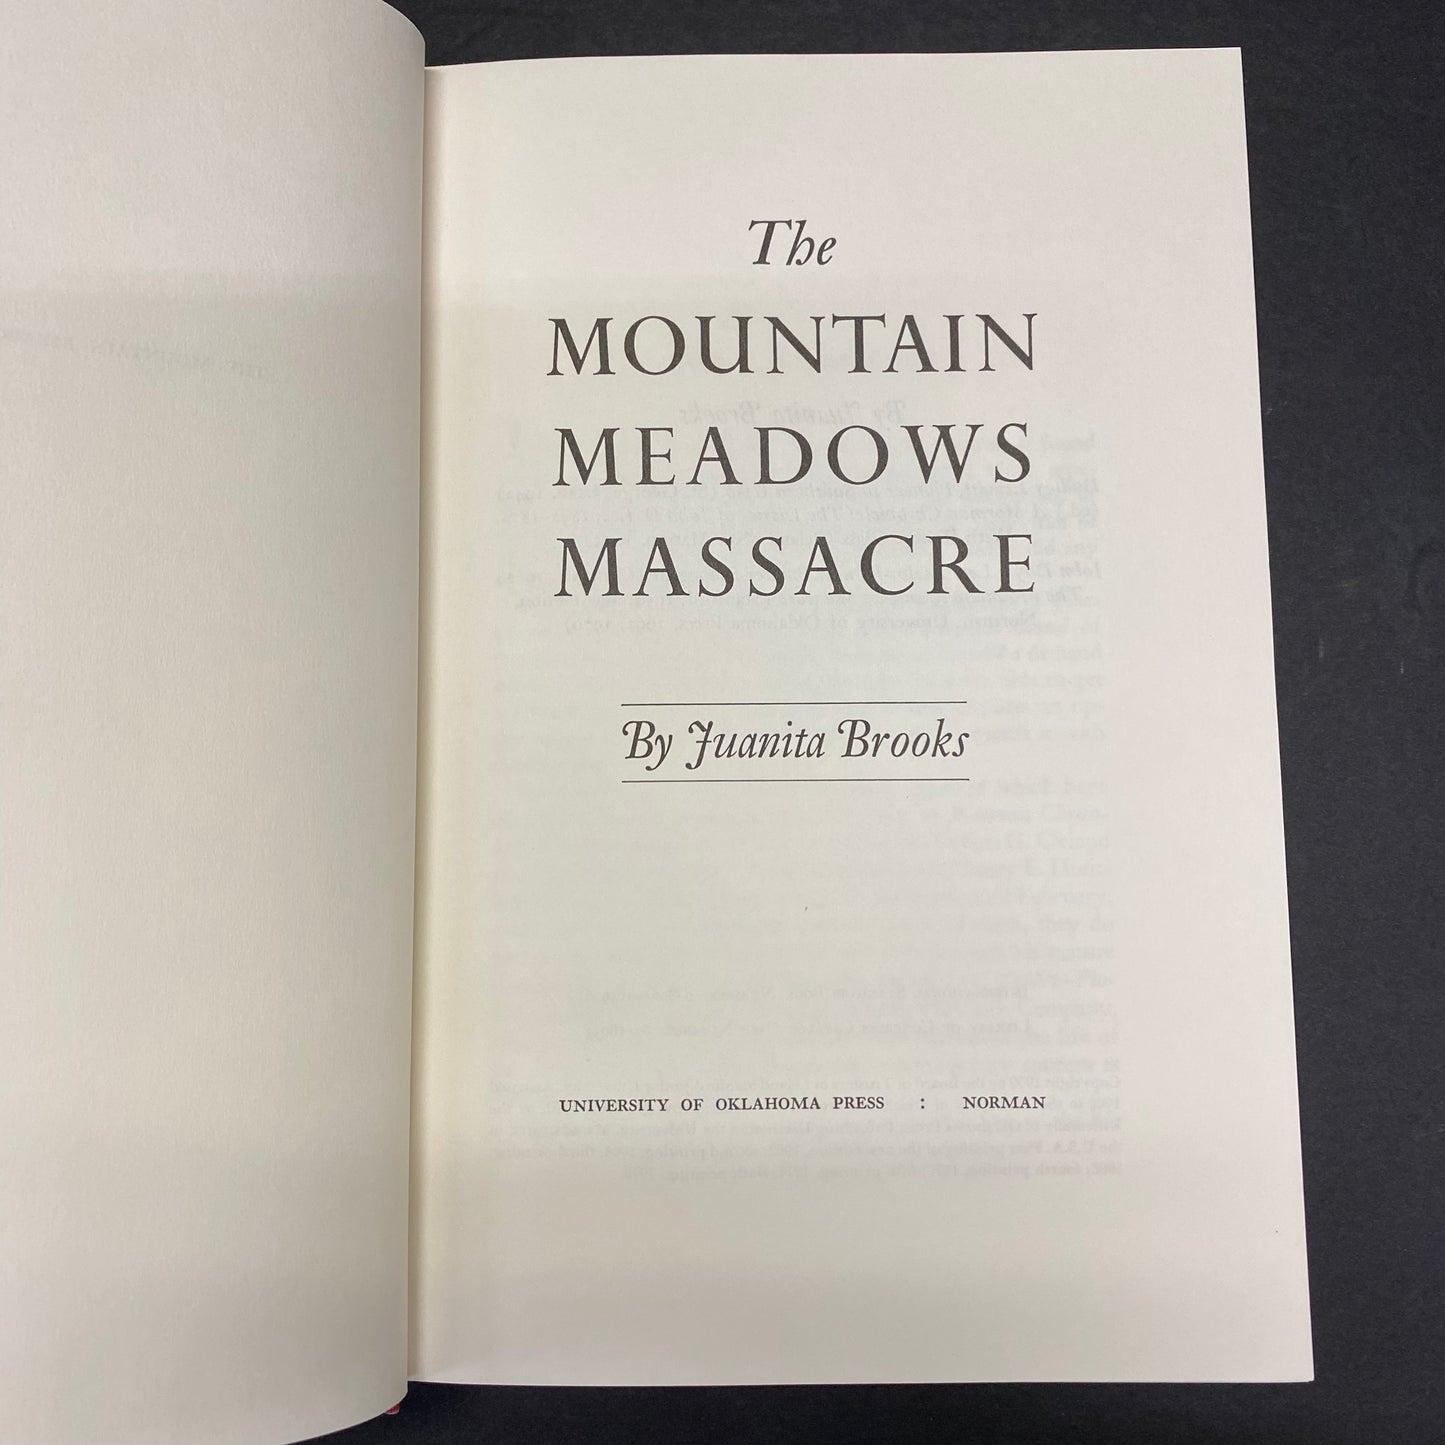 The
MOUNTAIN
MEADOWS
MASSACRE
By Juanita Brooks
UNIVERSITY OF OKLAHOMA PRESS : NORMAN